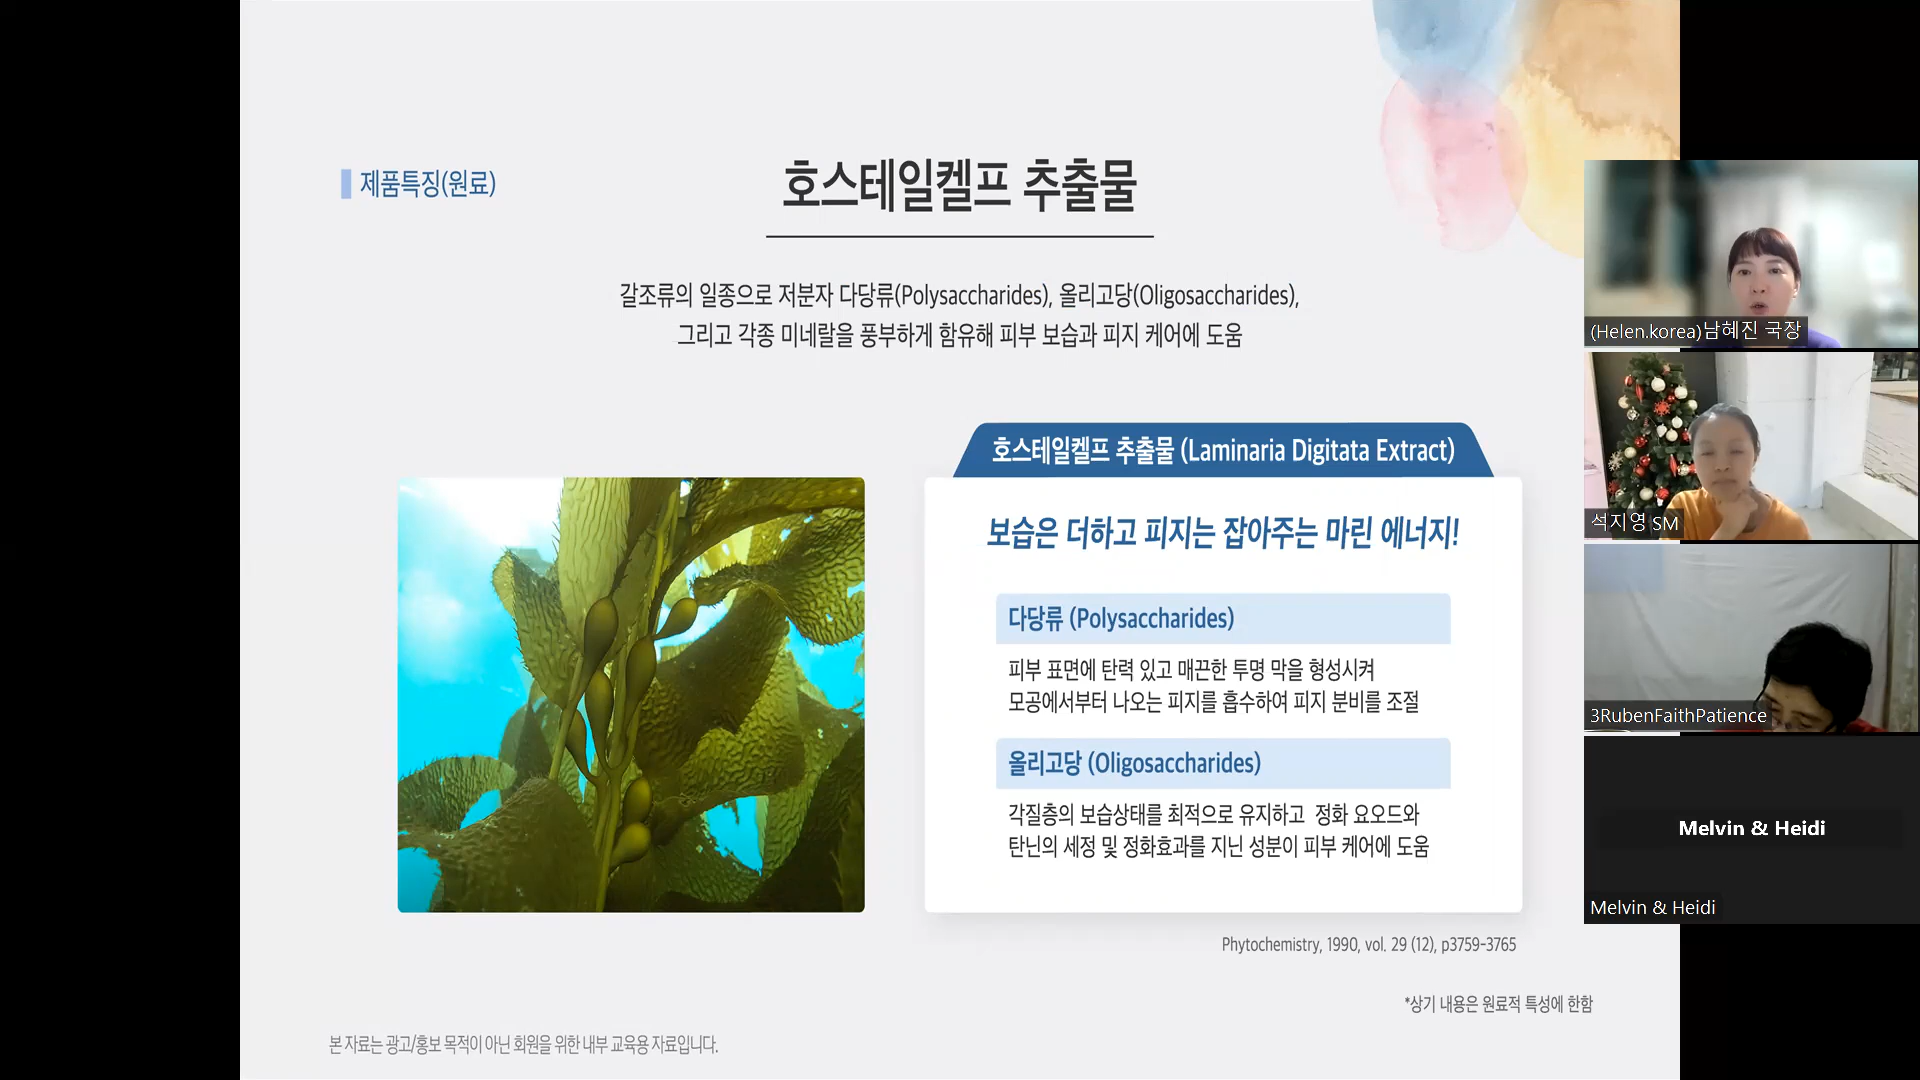 제품특징(원료)
호스테일켈프 추출물
갈조류의 일종으로 저분자 다당류(Polysaccharides), 올리고당(Oligosaccharides),
그리고 각종 미네랄을 풍부하게 함유해 피부 보습과 피지 케어에 도움
호스테일켈프 추출물 (Laminaria Digitata Extract)
보습은 더하고 피지는 잡아주는 마린 에너지!
다당류 (Polysaccharides)
피부 표면에 탄력 있고 매끈한 투명 막을 형성시켜
모공에서부터 나오는 피지를 흡수하여 피지 분비를 조절
올리고당 (Oligosaccharides)
각질층의 보습상태를 최적으로 유지하고 정화 요오드와
탄닌의 세정 및 정화효과를 지닌 성분이 피부 케어에 도움
Phytochemistry, 1990, vol. 29 (12), p3759-3765
*상기 내용은 원료적 특성에 한함
본 자료는 광고/홍보 목적이 아닌 회원을 위한 내부 교육용 자료입니다.
(Helen.korea)남혜진 국장
석지영 SM
3RubenFaithPatience
Melvin & Heidi
Melvin & Heidi